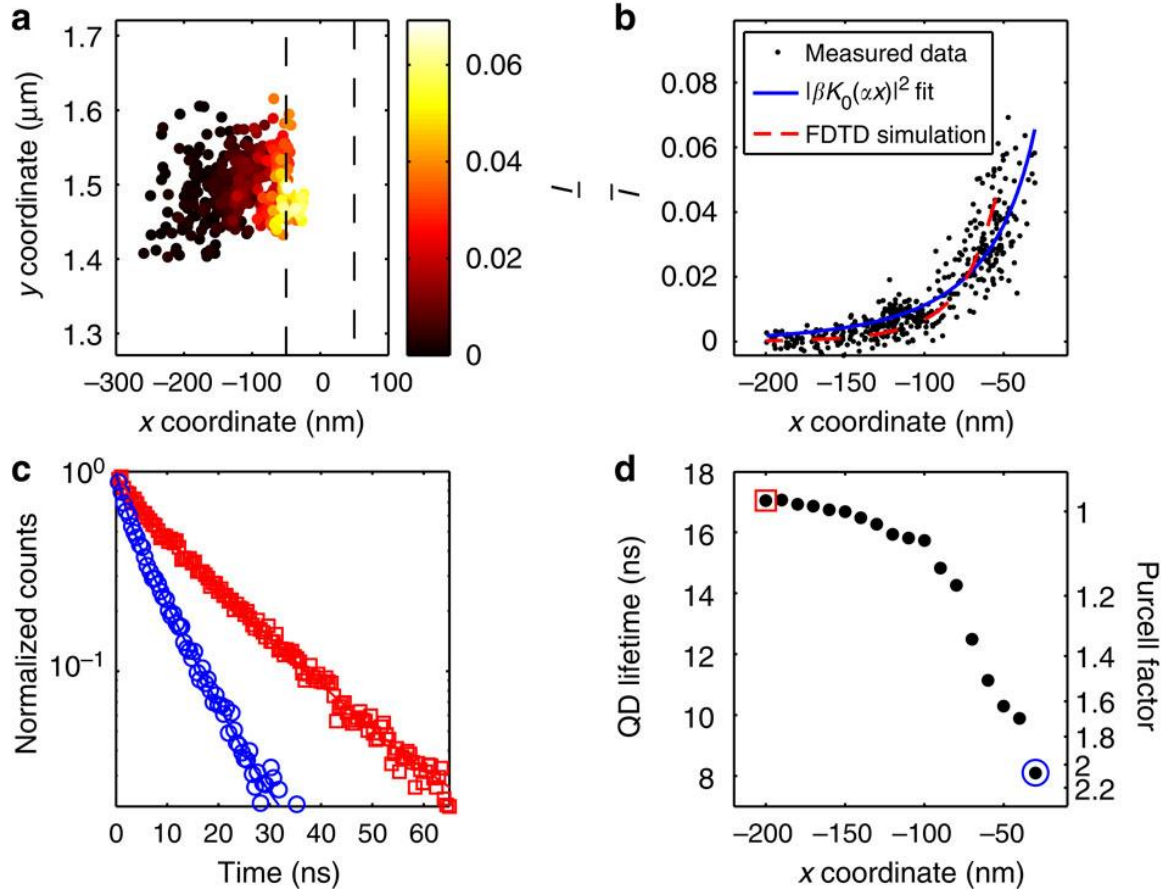 a
y coordinate (µm)
1.7
1.6
1.5
1.4
1.3
−300 −200 −100 0 100
x coordinate (nm)
0.06
0.04
0.02
0
I
b
I
0.08
0.06
0.04
0.02
0
Measured data
|βK₀(αx)|² fit
FDTD simulation
−200 −150 −100 −50
x coordinate (nm)
c
Normalized counts
10⁰
10⁻¹
0 10 20 30 40 50 60
Time (ns)
d
QD lifetime (ns)
18
16
14
12
10
8
1
1.2
1.4
1.6
1.8
2
2.2
Purcell factor
−200 −150 −100 −50
x coordinate (nm)